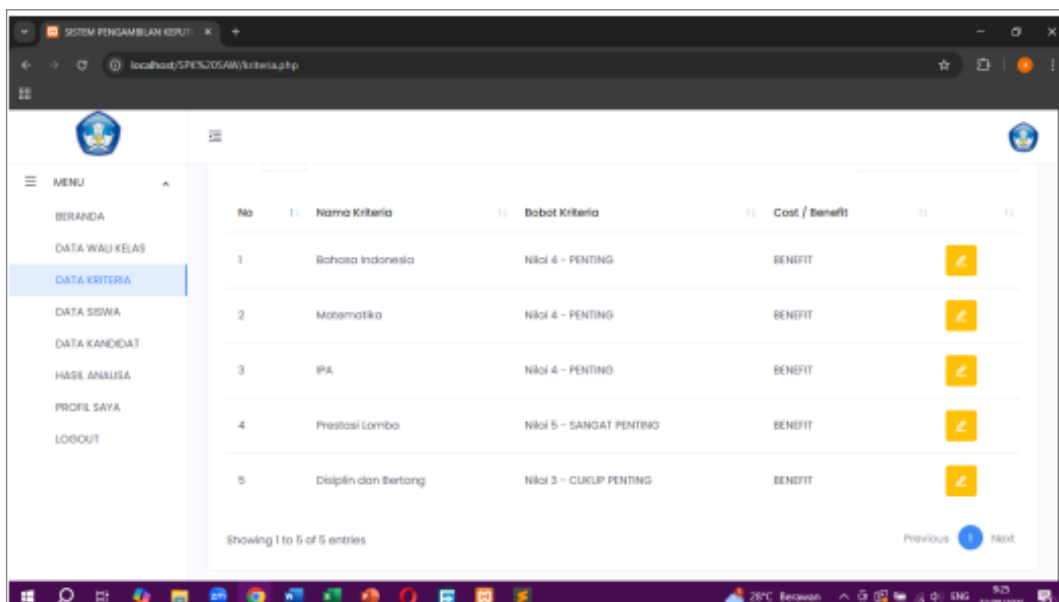 SISTEM PENGAMBILAN KEPUT
localhost/SPK%20SAW/kriteria.php
MENU
BERANDA
DATA WALI KELAS
DATA KRITERIA
DATA SISWA
DATA KANDIDAT
HASIL ANALISA
PROFIL SAYA
LOGOUT
No Nama Kriteria Bobot Kriteria Cost / Benefit
1 Bahasa Indonesia Nilai 4 - PENTING BENEFIT
2 Matematika Nilai 4 - PENTING BENEFIT
3 IPA Nilai 4 - PENTING BENEFIT
4 Prestasi Lomba Nilai 5 - SANGAT PENTING BENEFIT
5 Disiplin dan Bertang Nilai 3 - CUKUP PENTING BENEFIT
Showing 1 to 5 of 5 entries
Previous 1 Next
28°C Berawan ENG 9:25